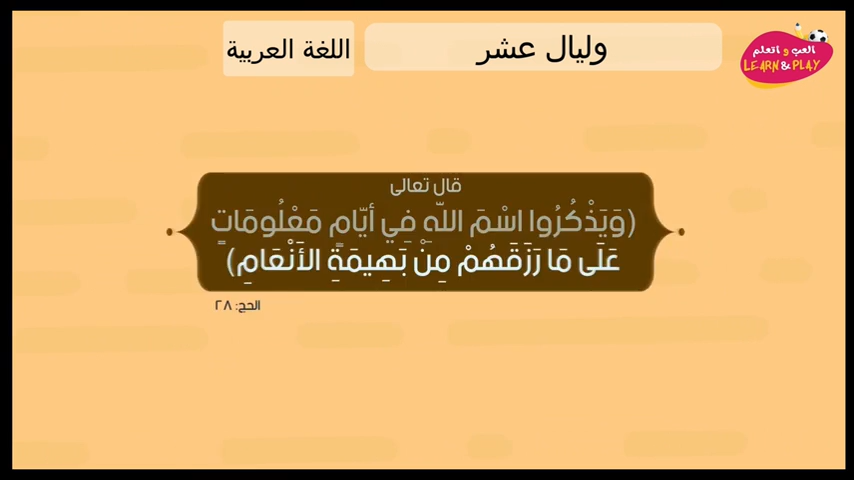 وليال عشر
اللغة العربية
العب و اتعلم
LEARN & PLAY
قال تعالى
(وَيَذْكُرُوا اسْمَ اللَّهِ فِي أَيَّامٍ مَعْلُومَاتٍ
عَلَى مَا رَزَقَهُمْ مِنْ بَهِيمَةِ الأَنْعَامِ)
الحج: ٢٨